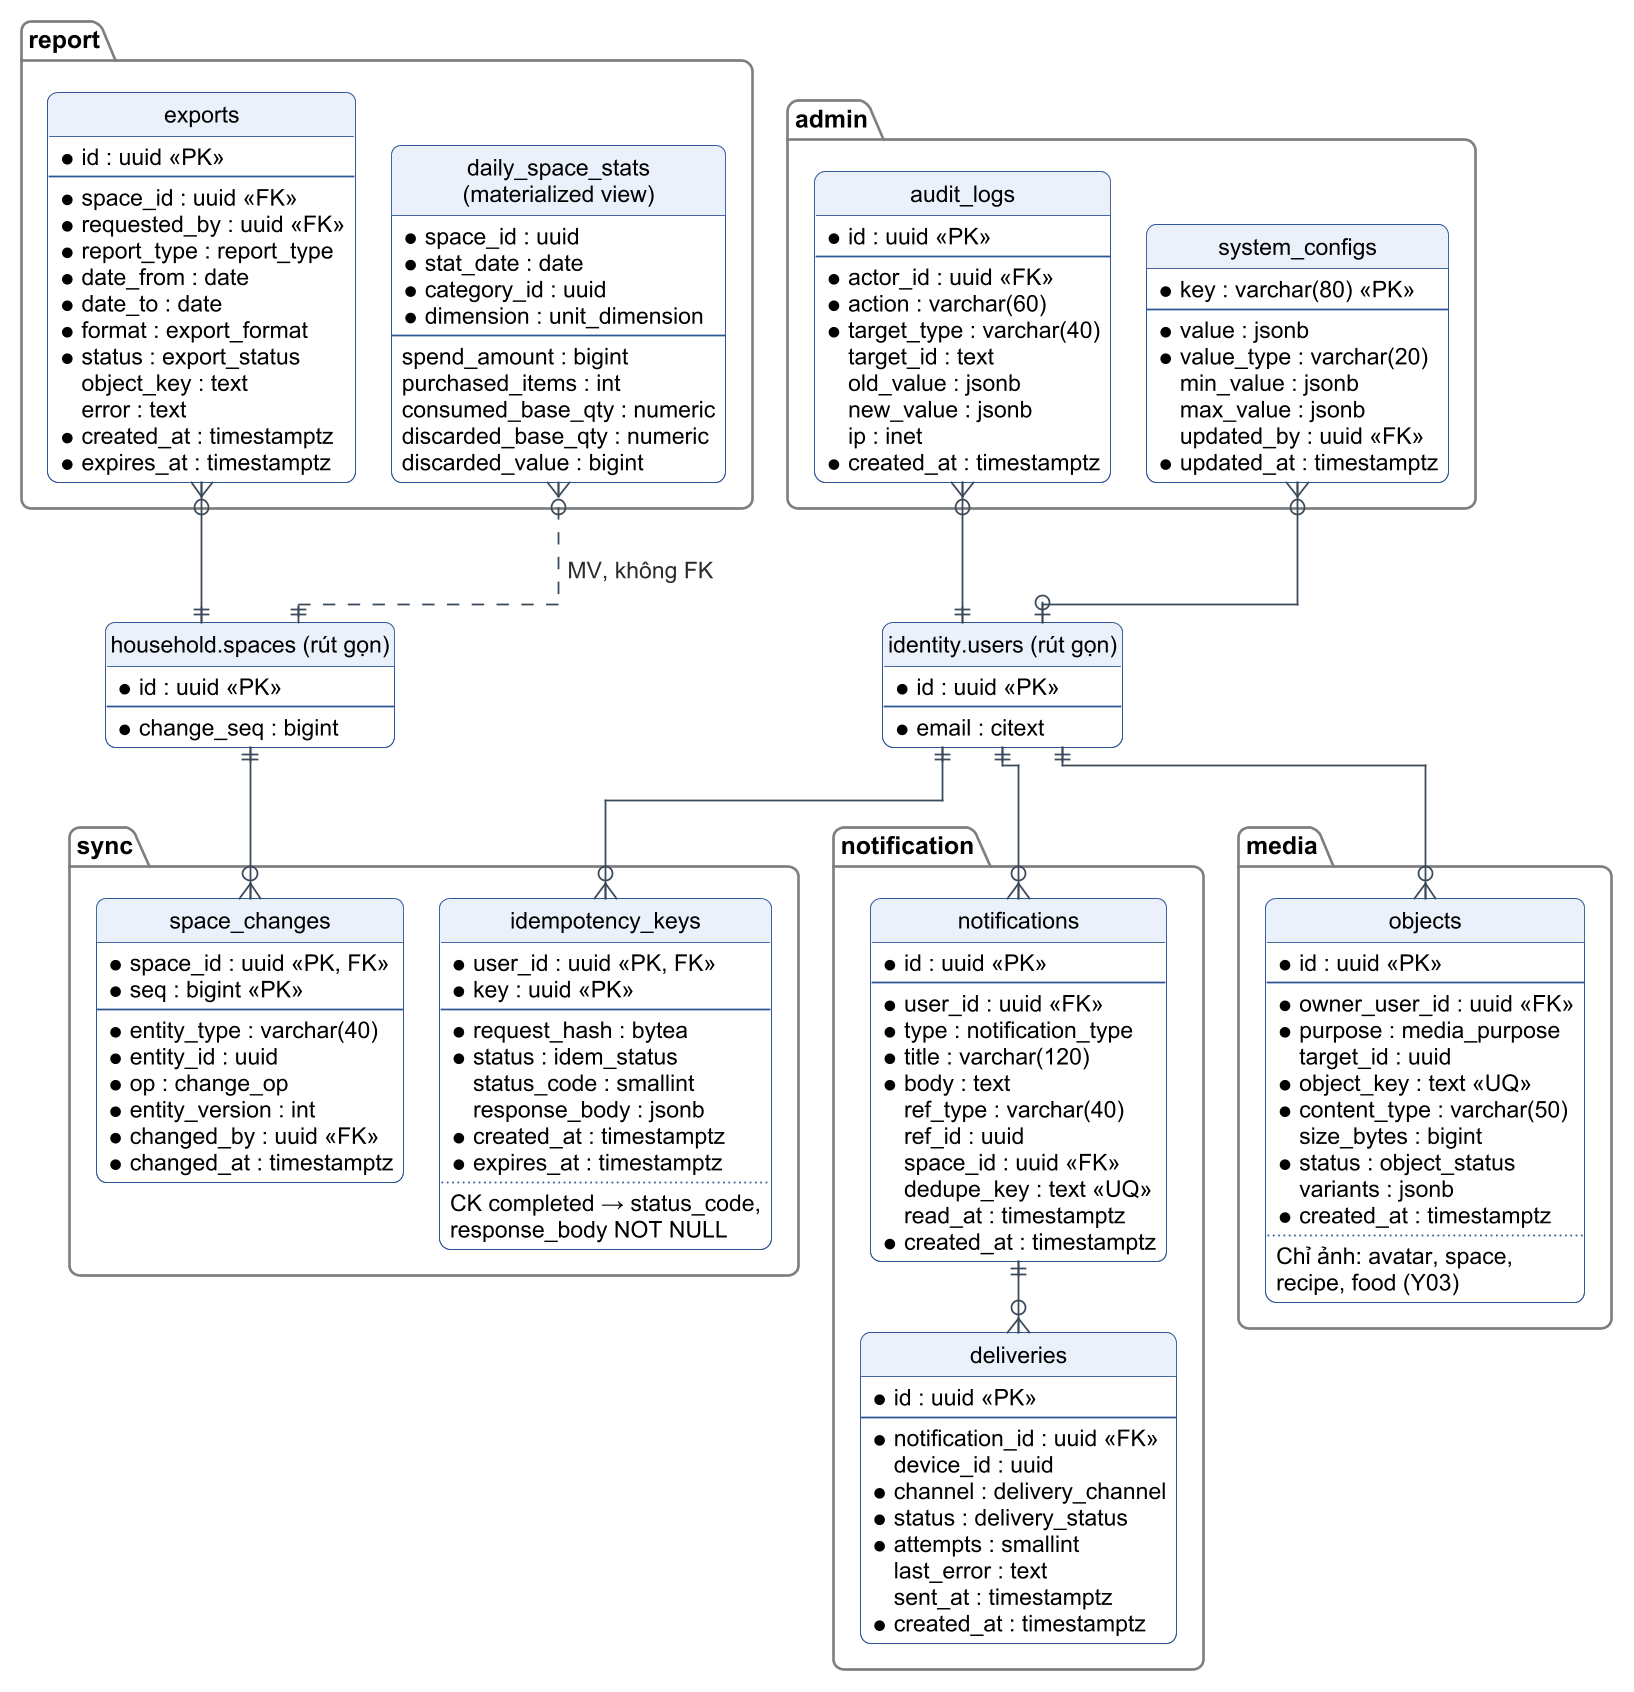 report
exports
id : uuid «PK»
space_id : uuid «FK»
requested_by : uuid «FK»
report_type : report_type
date_from : date
date_to : date
format : export_format
status : export_status
object_key : text
error : text
created_at : timestamptz
expires_at : timestamptz
daily_space_stats
(materialized view)
space_id : uuid
stat_date : date
category_id : uuid
dimension : unit_dimension
spend_amount : bigint
purchased_items : int
consumed_base_qty : numeric
discarded_base_qty : numeric
discarded_value : bigint
admin
audit_logs
id : uuid «PK»
actor_id : uuid «FK»
action : varchar(60)
target_type : varchar(40)
target_id : text
old_value : jsonb
new_value : jsonb
ip : inet
created_at : timestamptz
system_configs
key : varchar(80) «PK»
value : jsonb
value_type : varchar(20)
min_value : jsonb
max_value : jsonb
updated_by : uuid «FK»
updated_at : timestamptz
MV, không FK
household.spaces (rút gọn)
id : uuid «PK»
change_seq : bigint
identity.users (rút gọn)
id : uuid «PK»
email : citext
sync
space_changes
space_id : uuid «PK, FK»
seq : bigint «PK»
entity_type : varchar(40)
entity_id : uuid
op : change_op
entity_version : int
changed_by : uuid «FK»
changed_at : timestamptz
idempotency_keys
user_id : uuid «PK, FK»
key : uuid «PK»
request_hash : bytea
status : idem_status
status_code : smallint
response_body : jsonb
created_at : timestamptz
expires_at : timestamptz
CK completed → status_code,
response_body NOT NULL
notification
notifications
id : uuid «PK»
user_id : uuid «FK»
type : notification_type
title : varchar(120)
body : text
ref_type : varchar(40)
ref_id : uuid
space_id : uuid «FK»
dedupe_key : text «UQ»
read_at : timestamptz
created_at : timestamptz
deliveries
id : uuid «PK»
notification_id : uuid «FK»
device_id : uuid
channel : delivery_channel
status : delivery_status
attempts : smallint
last_error : text
sent_at : timestamptz
created_at : timestamptz
media
objects
id : uuid «PK»
owner_user_id : uuid «FK»
purpose : media_purpose
target_id : uuid
object_key : text «UQ»
content_type : varchar(50)
size_bytes : bigint
status : object_status
variants : jsonb
created_at : timestamptz
Chỉ ảnh: avatar, space,
recipe, food (Y03)